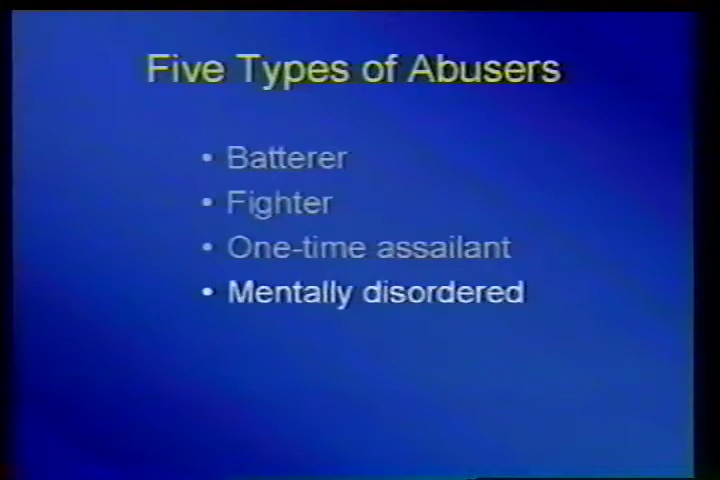 Five Types of Abusers
• Batterer
• Fighter
• One-time assailant
• Mentally disordered